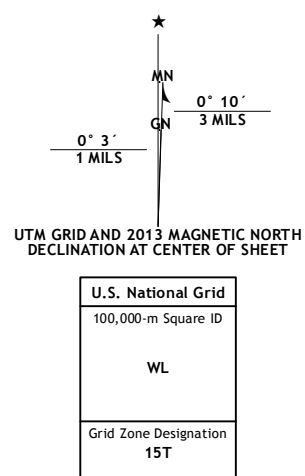 ★
MN
GN
0° 10´
3 MILS
0° 3´
1 MILS
UTM GRID AND 2013 MAGNETIC NORTH
DECLINATION AT CENTER OF SHEET
U.S. National Grid
100,000-m Square ID
WL
Grid Zone Designation
15T